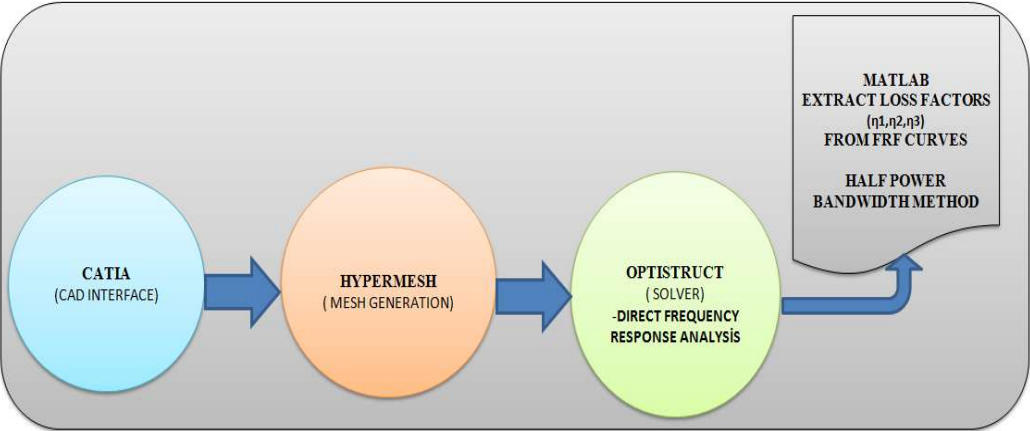 CATIA
(CAD INTERFACE)
HYPERMESH
( MESH GENERATION)
OPTISTRUCT
( SOLVER)
-DIRECT FREQUENCY
RESPONSE ANALYSİS
MATLAB
EXTRACT LOSS FACTORS
(η1,η2,η3)
FROM FRF CURVES
HALF POWER
BANDWIDTH METHOD